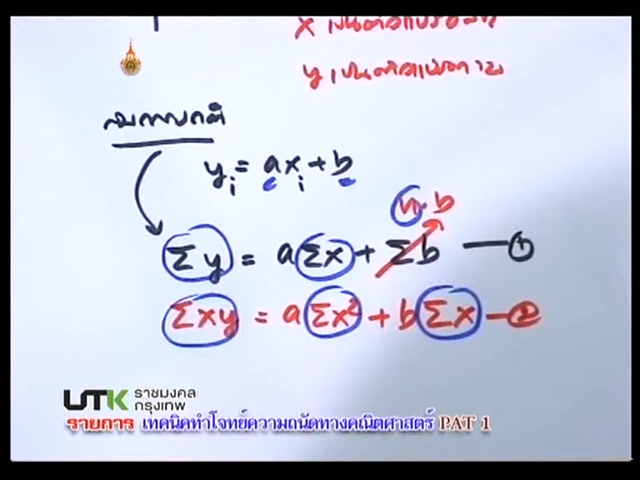 x เป็นตัวแปรอิสระ
y เป็นตัวแปรตาม
สมการปกติ
yᵢ = axᵢ + b
n·b
Σy = aΣx + Σb — ①
Σxy = aΣx² + bΣx — ②
UTK ราชมงคล
กรุงเทพ
รายการ เทคนิคทำโจทย์ความถนัดทางคณิตศาสตร์ PAT 1